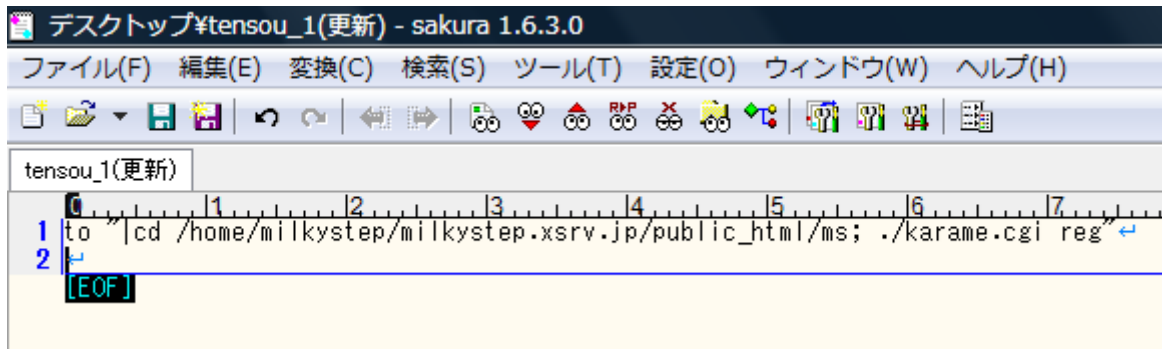 デスクトップ¥tensou_1(更新) - sakura 1.6.3.0
ファイル(F) 編集(E) 変換(C) 検索(S) ツール(T) 設定(O) ウィンドウ(W) ヘルプ(H)
tensou_1(更新)
0 1 2 3 4 5 6 7
1 to "|cd /home/milkystep/milkystep.xsrv.jp/public_html/ms; ./karame.cgi reg"↵
2 ↵
[EOF]